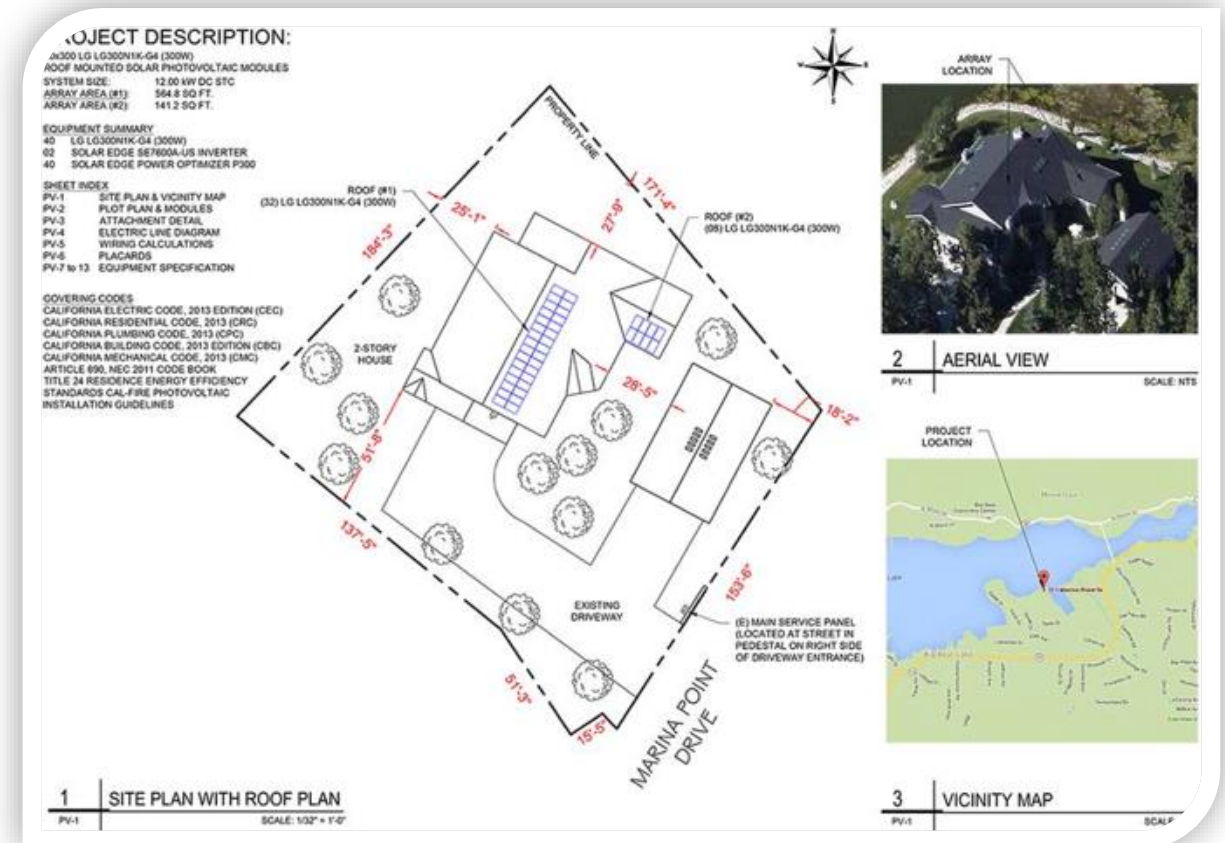 OJECT DESCRIPTION:
x300 LG LG300N1K-G4 (300W)
ROOF MOUNTED SOLAR PHOTOVOLTAIC MODULES
SYSTEM SIZE: 12.00 kW DC STC
ARRAY AREA (#1): 564.8 SQ FT.
ARRAY AREA (#2): 141.2 SQ FT.
EQUIPMENT SUMMARY
40 LG LG300N1K-G4 (300W)
02 SOLAR EDGE SE7600A-US INVERTER
40 SOLAR EDGE POWER OPTIMIZER P300
SHEET INDEX
PV-1 SITE PLAN & VICINITY MAP
PV-2 PLOT PLAN & MODULES
PV-3 ATTACHMENT DETAIL
PV-4 ELECTRIC LINE DIAGRAM
PV-5 WIRING CALCULATIONS
PV-6 PLACARDS
PV-7 to 13 EQUIPMENT SPECIFICATION
GOVERING CODES
CALIFORNIA ELECTRIC CODE, 2013 EDITION (CEC)
CALIFORNIA RESIDENTIAL CODE, 2013 (CRC)
CALIFORNIA PLUMBING CODE, 2013 (CPC)
CALIFORNIA BUILDING CODE, 2013 EDITION (CBC)
CALIFORNIA MECHANICAL CODE, 2013 (CMC)
ARTICLE 690, NEC 2011 CODE BOOK
TITLE 24 RESIDENCE ENERGY EFFICIENCY
STANDARDS CAL-FIRE PHOTOVOLTAIC
INSTALLATION GUIDELINES
N
W
E
S
PROPERTY LINE
171'-4"
184'-3"
25'-1"
27'-9"
ROOF (#1)
(32) LG LG300N1K-G4 (300W)
ROOF (#2)
(08) LG LG300N1K-G4 (300W)
2-STORY
HOUSE
28'-5"
18'-2"
51'-8"
137'-5"
153'-6"
EXISTING
DRIVEWAY
(E) MAIN SERVICE PANEL
(LOCATED AT STREET IN
PEDESTAL ON RIGHT SIDE
OF DRIVEWAY ENTRANCE)
51'-3"
15'-5"
MARINA POINT
DRIVE
1 SITE PLAN WITH ROOF PLAN
PV-1 SCALE: 1/32" = 1'-0"
ARRAY
LOCATION
2 AERIAL VIEW
PV-1 SCALE: NTS
PROJECT
LOCATION
3 VICINITY MAP
PV-1